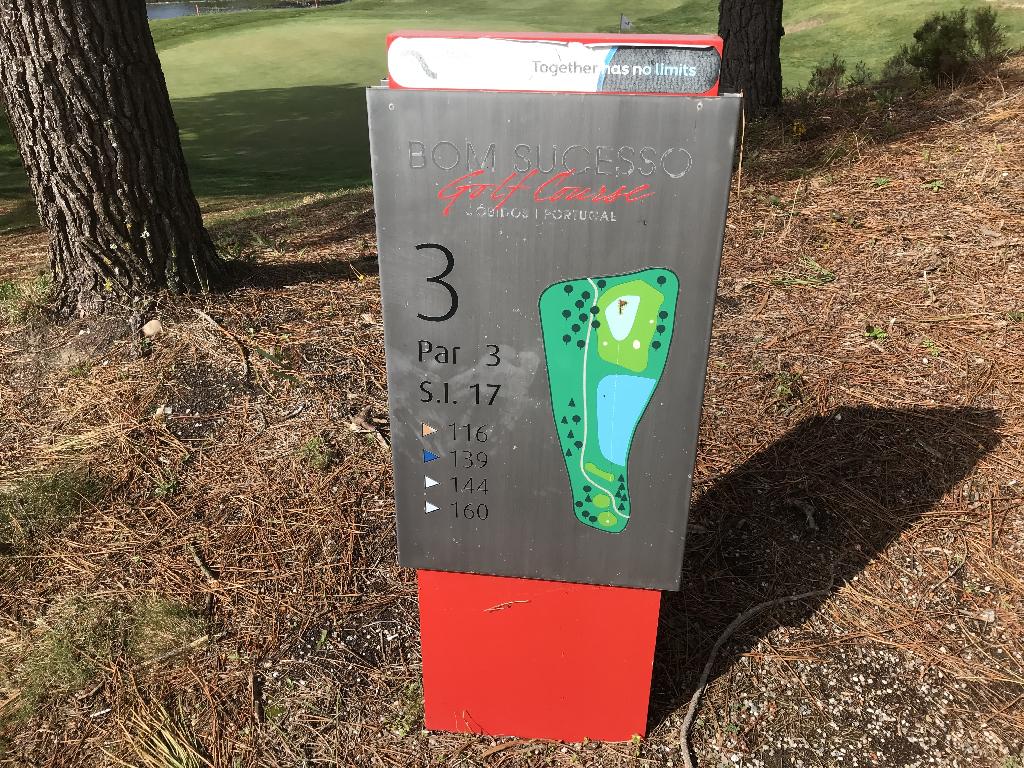 Together has no limits
BOM SUCESSO
Golf Course
ÓBIDOS | PORTUGAL
3
Par 3
S.I. 17
116
139
144
160